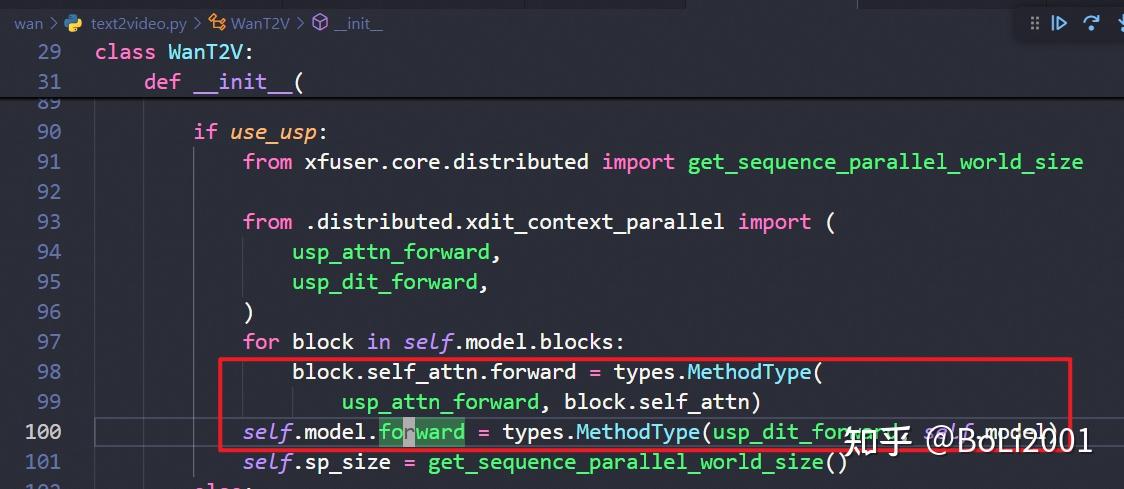 wan > text2video.py > WanT2V > __init__
29 class WanT2V:
31 def __init__(
89
90 if use_usp:
91 from xfuser.core.distributed import get_sequence_parallel_world_size
92
93 from .distributed.xdit_context_parallel import (
94 usp_attn_forward,
95 usp_dit_forward,
96 )
97 for block in self.model.blocks:
98 block.self_attn.forward = types.MethodType(
99 usp_attn_forward, block.self_attn)
100 self.model.forward = types.MethodType(usp_dit_forward, self.model)
知乎 @BoLi2001
101 self.sp_size = get_sequence_parallel_world_size()
102 else: